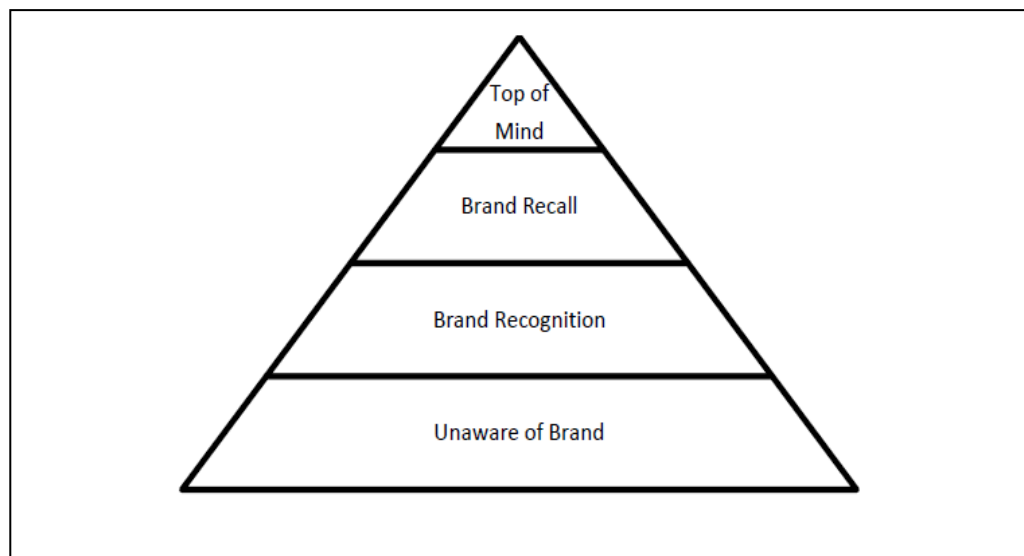 Top of
Mind
Brand Recall
Brand Recognition
Unaware of Brand